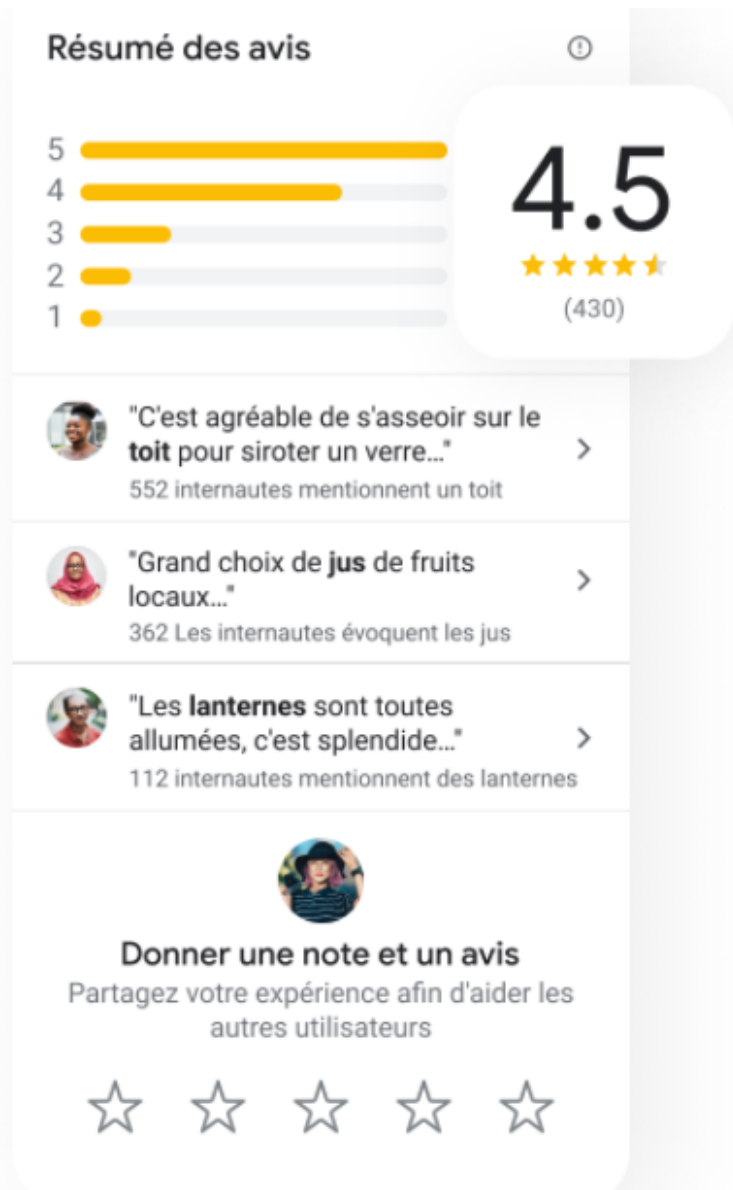 Résumé des avis
5
4
3
2
1
4.5
(430)
"C'est agréable de s'asseoir sur le
toit pour siroter un verre..."
552 internautes mentionnent un toit
"Grand choix de jus de fruits
locaux..."
362 Les internautes évoquent les jus
"Les lanternes sont toutes
allumées, c'est splendide..."
112 internautes mentionnent des lanternes
Donner une note et un avis
Partagez votre expérience afin d'aider les
autres utilisateurs